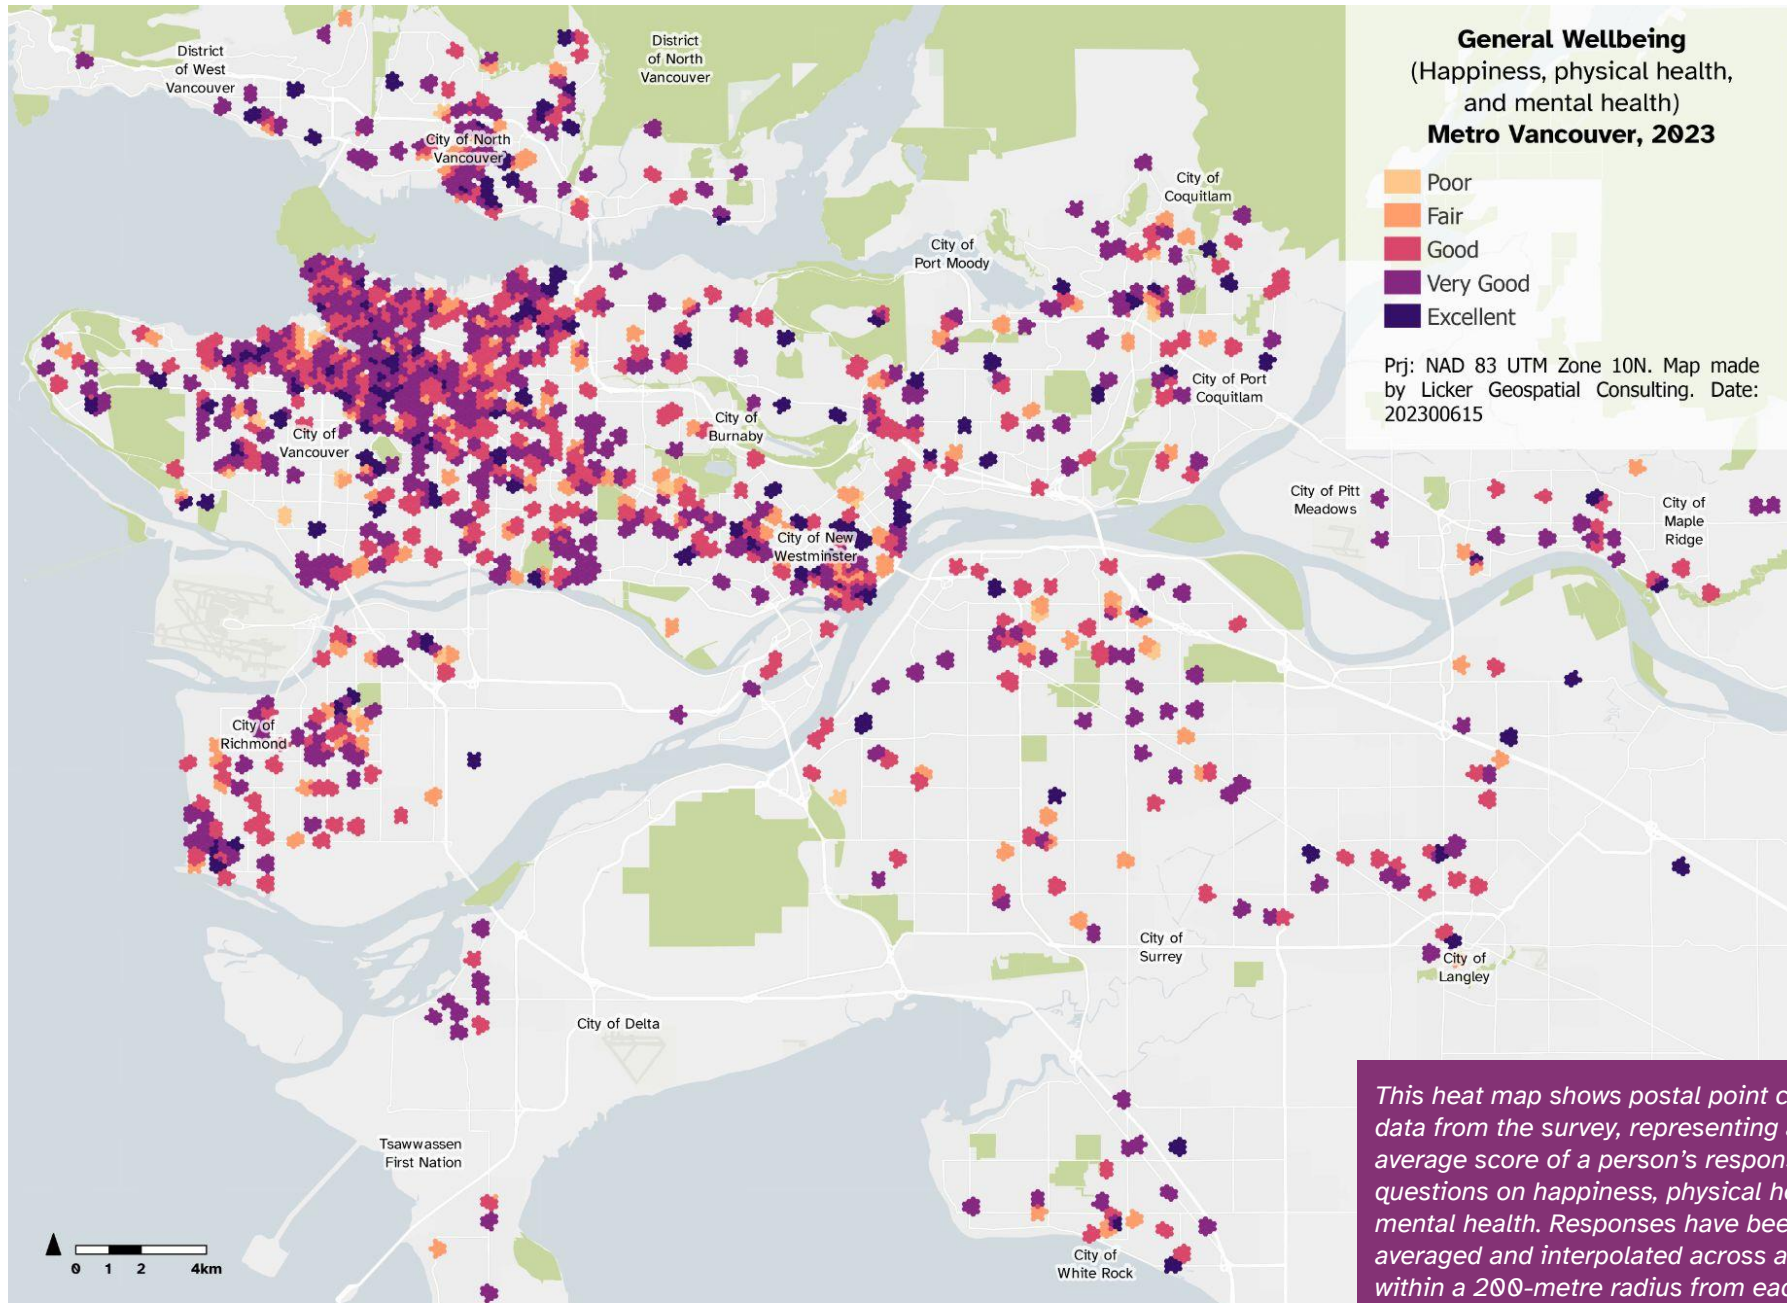 General Wellbeing
(Happiness, physical health,
and mental health)
Metro Vancouver, 2023
Poor
Fair
Good
Very Good
Excellent
Prj: NAD 83 UTM Zone 10N. Map made
by Licker Geospatial Consulting. Date:
202300615
District
of West
Vancouver
District
of North
Vancouver
City of North
Vancouver
City of
Coquitlam
City of
Port Moody
City of Port
Coquitlam
City of
Burnaby
City of
Vancouver
City of New
Westminster
City of Pitt
Meadows
City of
Maple
Ridge
City of
Richmond
City of
Surrey
City of
Langley
City of Delta
Tsawwassen
First Nation
City of
White Rock
0 1 2 4km
This heat map shows postal point
data from the survey, representing
average score of a person's
questions on happiness, physical
mental health. Responses have
averaged and interpolated across
within a 200-metre radius from